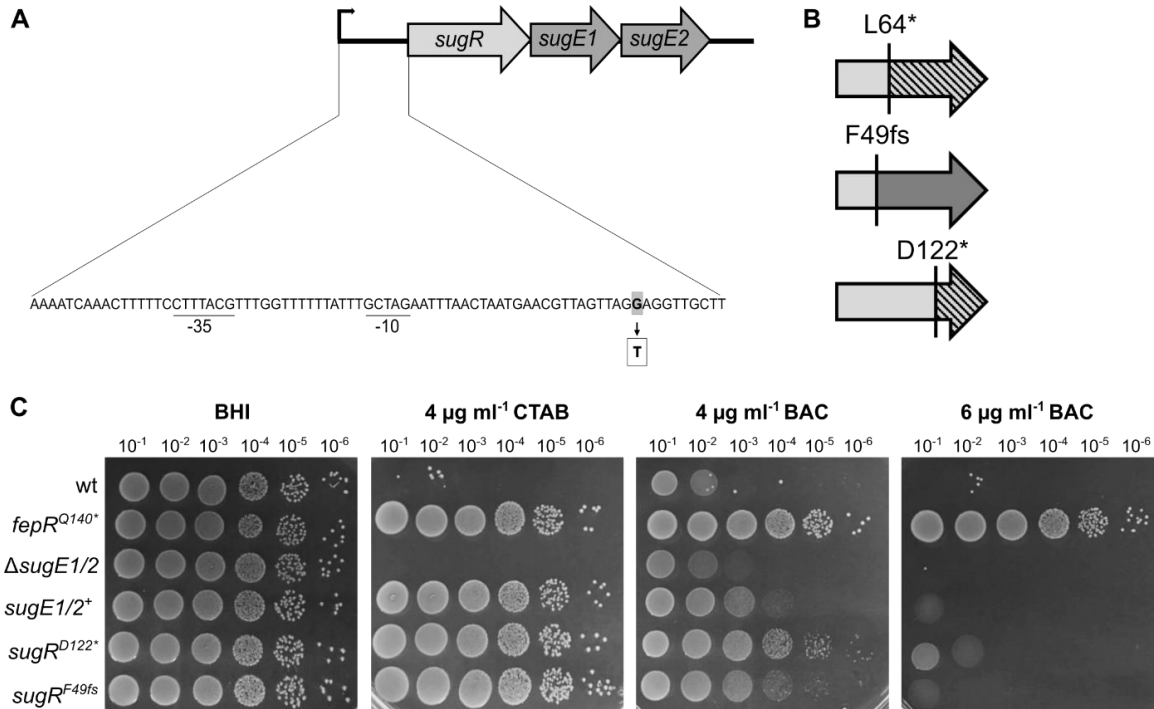 A
sugR sugE1 sugE2
AAAATCAAACTTTTTCCTTTACGTTTGGTTTTTTATTTGCTAGAATTTAACTAATGAACGTTAGTTAGGAGGTTGCTT
-35 -10
T
B
L64*
F49fs
D122*
C
BHI 4 µg ml⁻¹ CTAB 4 µg ml⁻¹ BAC 6 µg ml⁻¹ BAC
10⁻¹ 10⁻² 10⁻³ 10⁻⁴ 10⁻⁵ 10⁻⁶ 10⁻¹ 10⁻² 10⁻³ 10⁻⁴ 10⁻⁵ 10⁻⁶ 10⁻¹ 10⁻² 10⁻³ 10⁻⁴ 10⁻⁵ 10⁻⁶ 10⁻¹ 10⁻² 10⁻³ 10⁻⁴ 10⁻⁵ 10⁻⁶
wt
fepR^Q140*
ΔsugE1/2
sugE1/2⁺
sugR^D122*
sugR^F49fs